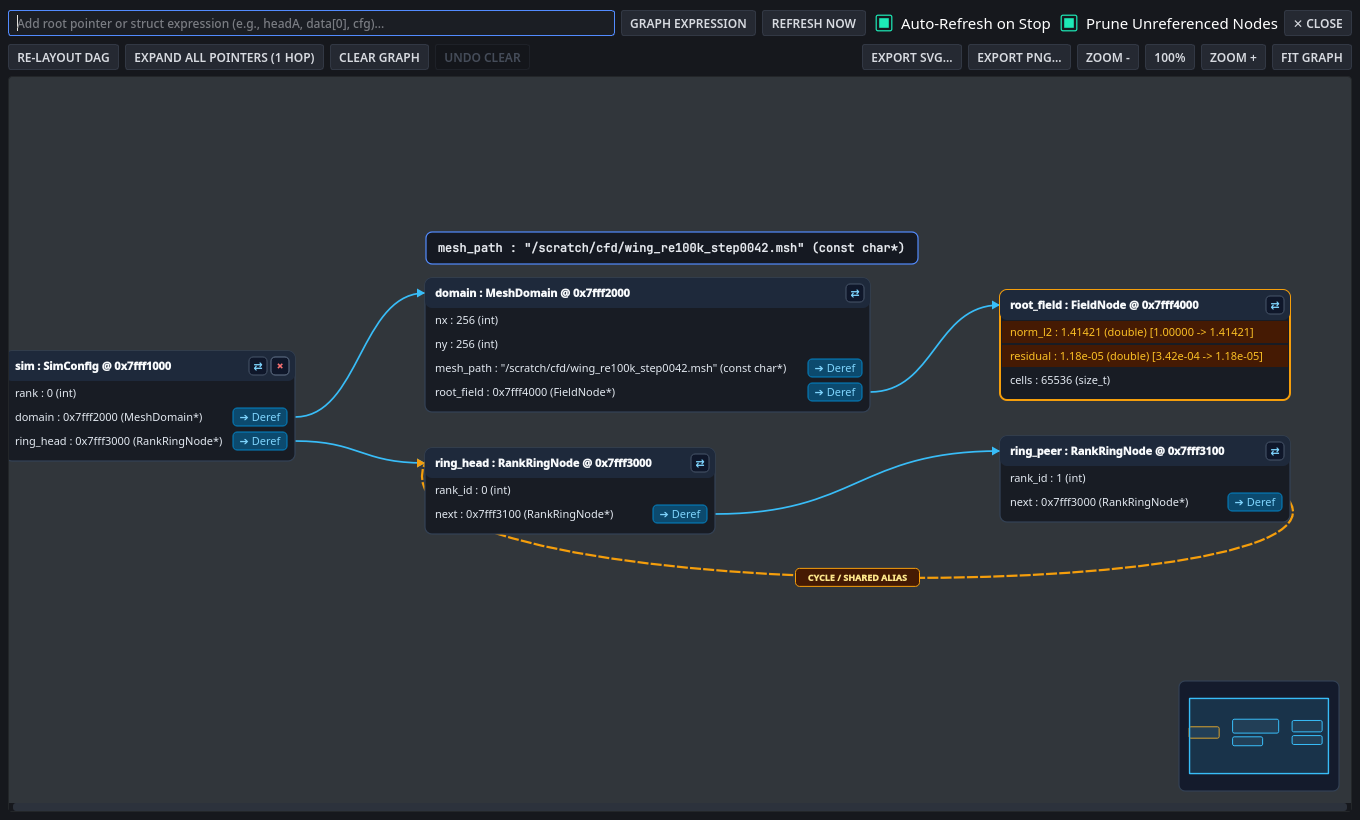 Add root pointer or struct expression (e.g., headA, data[0], cfg)...
GRAPH EXPRESSION
REFRESH NOW
Auto-Refresh on Stop
Prune Unreferenced Nodes
× CLOSE
RE-LAYOUT DAG
EXPAND ALL POINTERS (1 HOP)
CLEAR GRAPH
UNDO CLEAR
EXPORT SVG...
EXPORT PNG...
ZOOM -
100%
ZOOM +
FIT GRAPH
mesh_path : "/scratch/cfd/wing_re100k_step0042.msh" (const char*)
domain : MeshDomain @ 0x7fff2000
nx : 256 (int)
ny : 256 (int)
mesh_path : "/scratch/cfd/wing_re100k_step0042.msh" (const char*)
➔ Deref
root_field : 0x7fff4000 (FieldNode*)
➔ Deref
root_field : FieldNode @ 0x7fff4000
norm_l2 : 1.41421 (double) [1.00000 -> 1.41421]
residual : 1.18e-05 (double) [3.42e-04 -> 1.18e-05]
cells : 65536 (size_t)
sim : SimConfig @ 0x7fff1000
rank : 0 (int)
domain : 0x7fff2000 (MeshDomain*)
➔ Deref
ring_head : 0x7fff3000 (RankRingNode*)
➔ Deref
ring_head : RankRingNode @ 0x7fff3000
rank_id : 0 (int)
next : 0x7fff3100 (RankRingNode*)
➔ Deref
ring_peer : RankRingNode @ 0x7fff3100
rank_id : 1 (int)
next : 0x7fff3000 (RankRingNode*)
➔ Deref
CYCLE / SHARED ALIAS